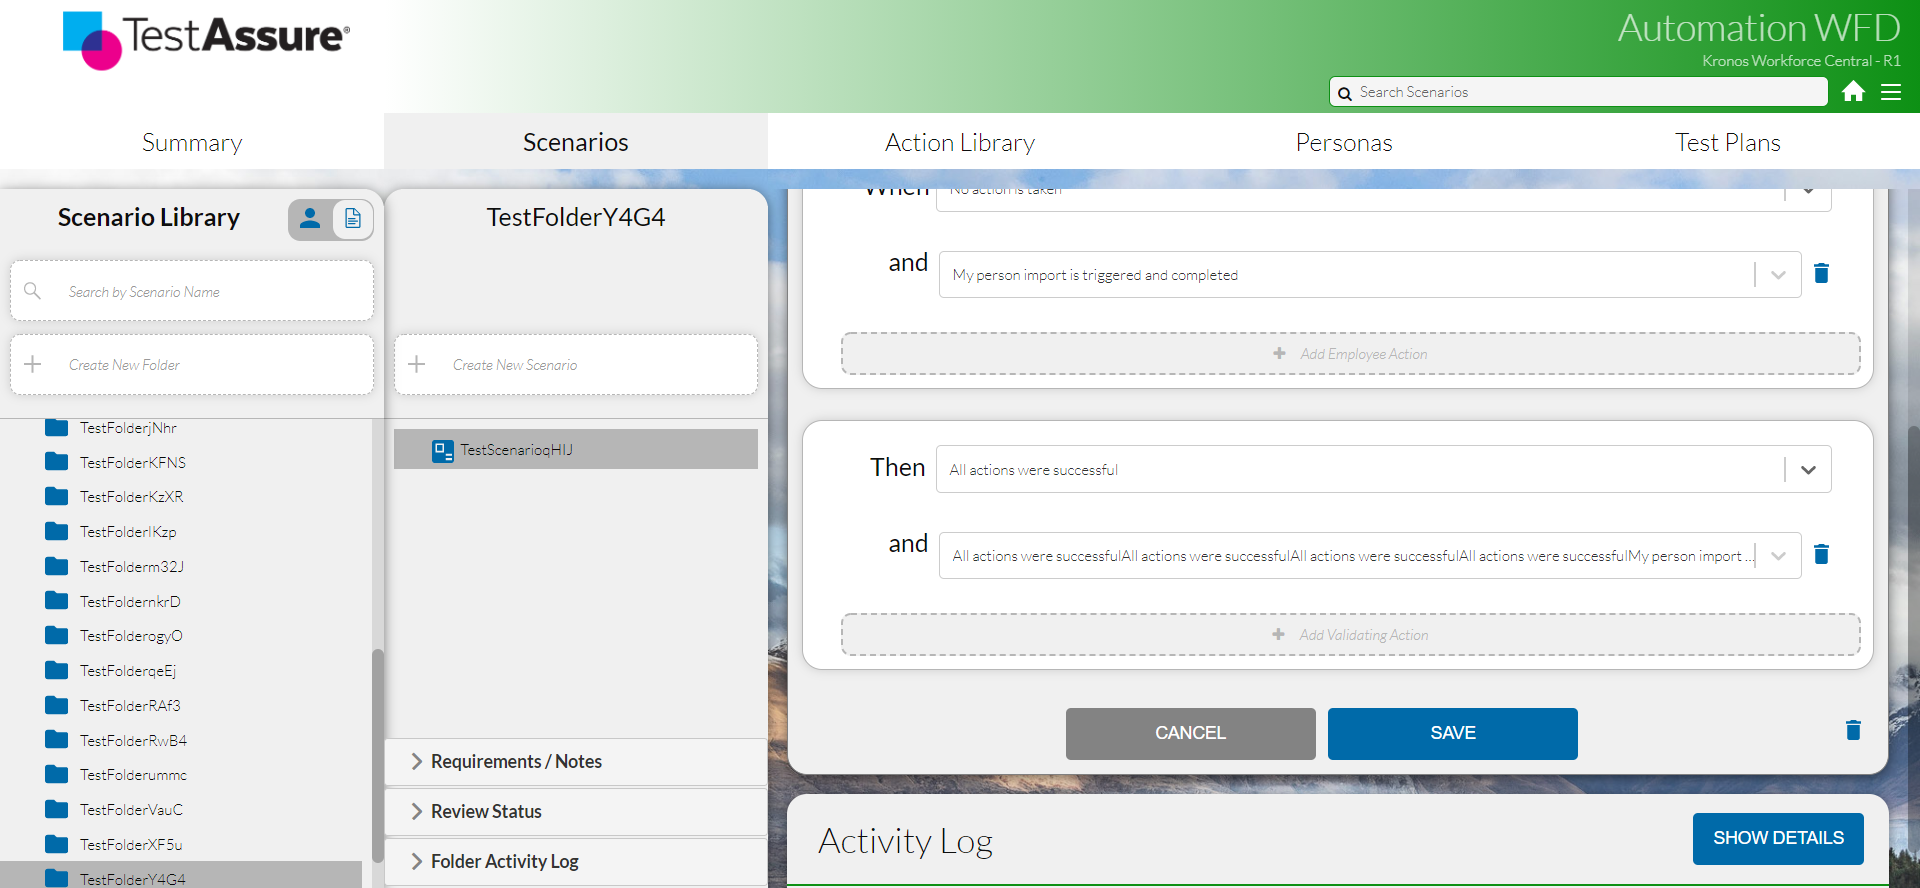 TestAssure®
Automation WFD
Kronos Workforce Central - R1
Search Scenarios
Summary
Scenarios
Action Library
Personas
Test Plans
Scenario Library
Search by Scenario Name
Create New Folder
TestFolderjNhr
TestFolderKFNS
TestFolderKzXR
TestFolderlKzp
TestFolderm32J
TestFoldernkrD
TestFolderogyO
TestFolderqeEj
TestFolderRAf3
TestFolderRwB4
TestFolderummc
TestFolderVauC
TestFolderXF5u
TestFolderY4G4
TestFolderY4G4
Create New Scenario
TestScenarioqHIJ
Requirements / Notes
Review Status
Folder Activity Log
When
No action is taken
and
My person import is triggered and completed
Add Employee Action
Then
All actions were successful
and
All actions were successfulAll actions were successfulAll actions were successfulAll actions were successfulMy person import ...
Add Validating Action
CANCEL
SAVE
Activity Log
SHOW DETAILS